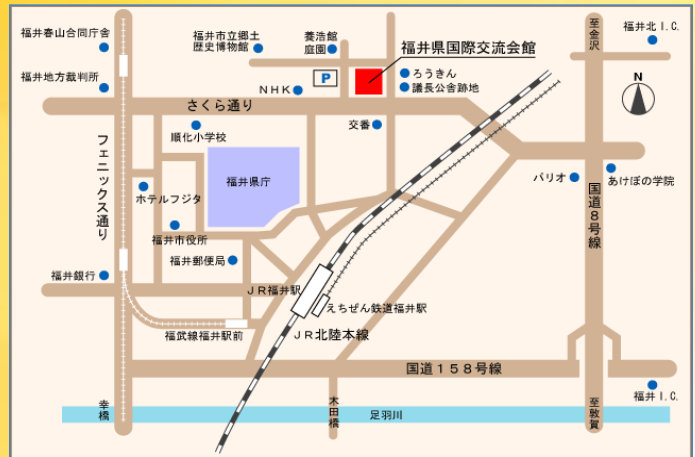 福井春山合同庁舎
福井市立郷土
歴史博物館
養浩館
庭園
福井県国際交流会館
至金沢
福井北 I.C.
福井地方裁判所
P
ろうきん
議長公舎跡地
N
NHK
さくら通り
順化小学校
交番
フェニックス通り
福井県庁
パリオ
あけぼの学院
ホテルフジタ
国道8号線
福井市役所
福井郵便局
福井銀行
JR福井駅
えちぜん鉄道福井駅
福武線福井駅前
JR北陸本線
国道158号線
福井 I.C.
幸橋
木田橋
足羽川
至敦賀